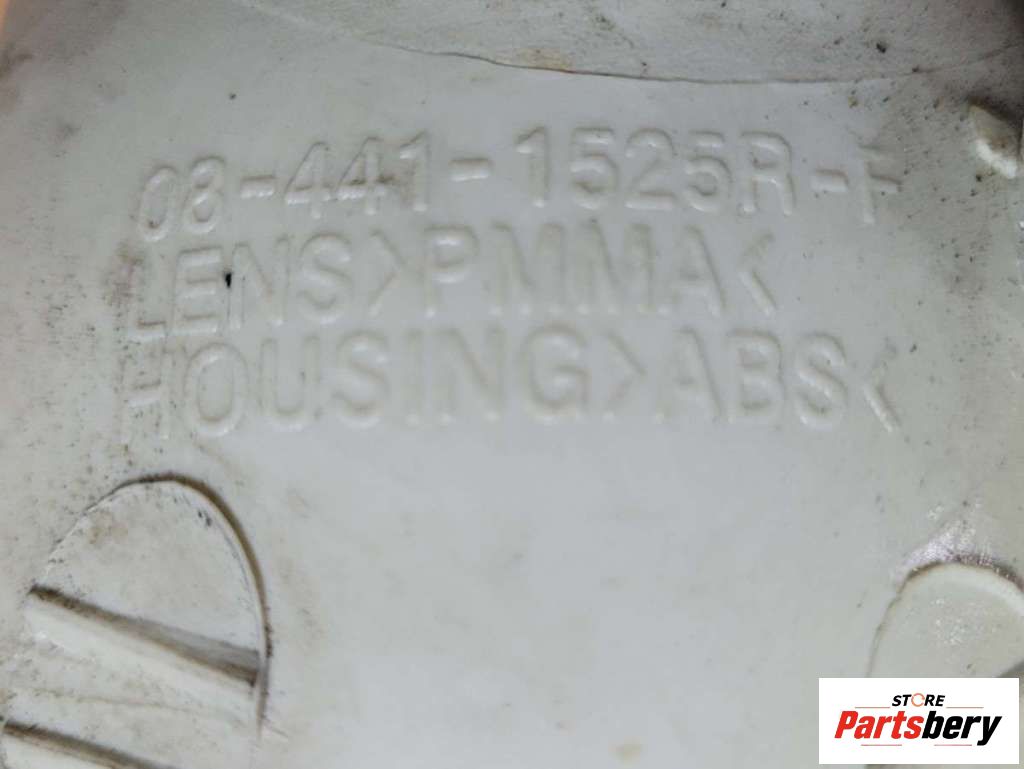 08-441-1525R-F
LENS>PMMA<
HOUSING>ABS<
STORE
Partsbery